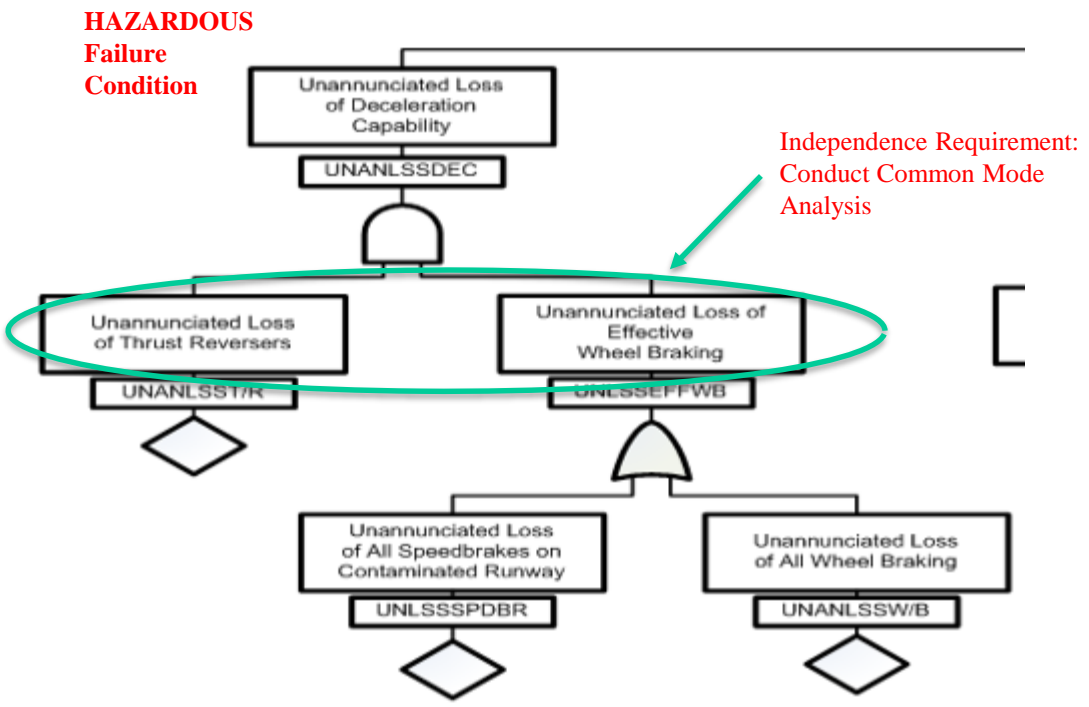 HAZARDOUS
Failure
Condition
Unannunciated Loss
of Deceleration
Capability
UNANLSSDEC
Independence Requirement:
Conduct Common Mode
Analysis
Unannunciated Loss
of Thrust Reversers
UNANLSST/R
Unannunciated Loss of
Effective
Wheel Braking
UNLSSEFFWB
Unannunciated Loss
of All Speedbrakes on
Contaminated Runway
UNLSSSPDBR
Unannunciated Loss
of All Wheel Braking
UNANLSSW/B